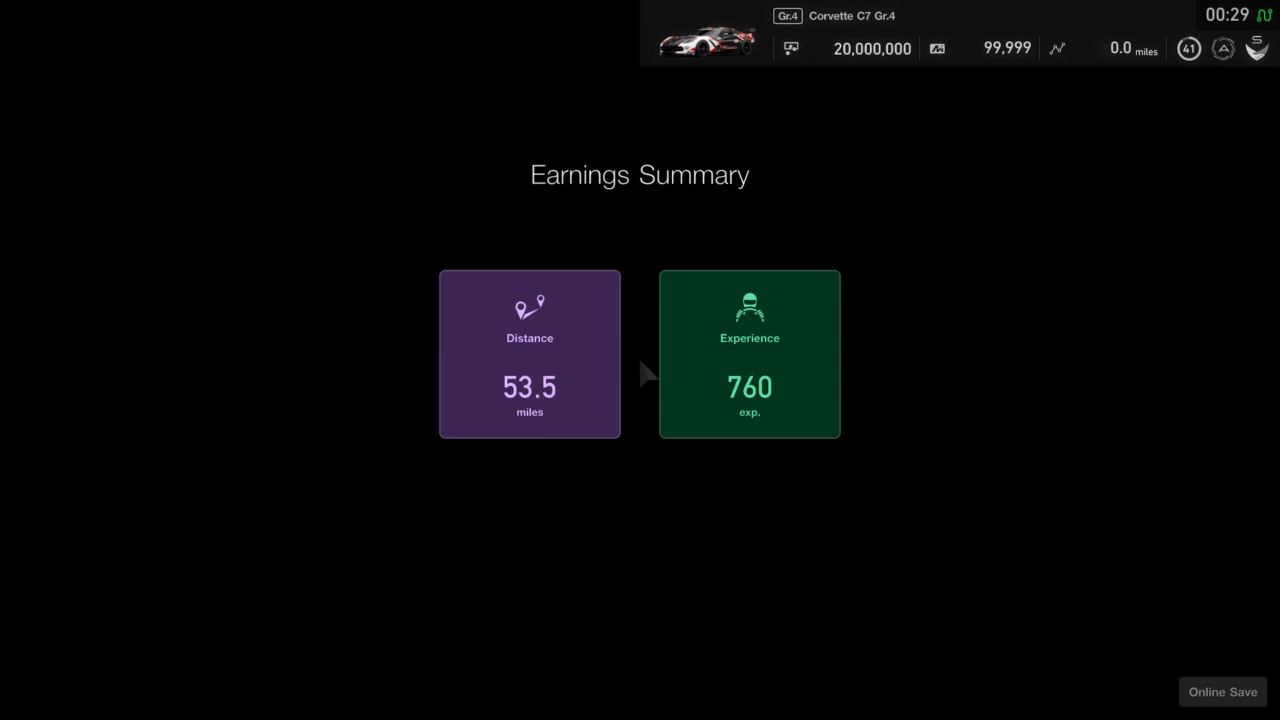 Gr.4 Corvette C7 Gr.4
00:29
20,000,000
99,999
0.0 miles
41
A
S
Earnings Summary
Distance
53.5
miles
Experience
760
exp.
Online Save